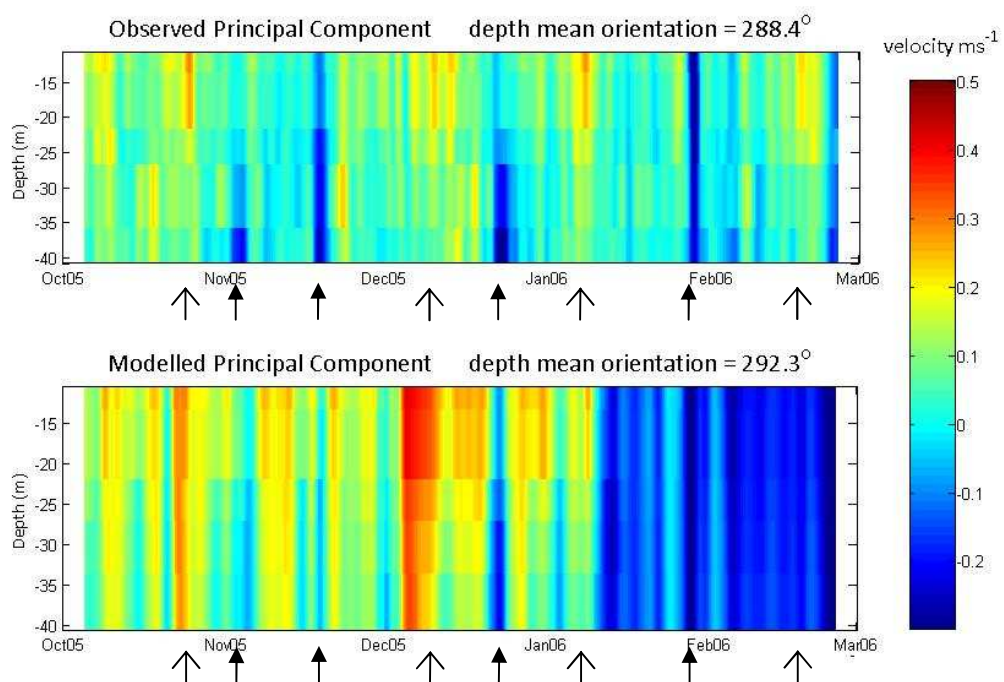 Observed Principal Component depth mean orientation = 288.4°
velocity ms⁻¹
0.5
0.4
0.3
0.2
0.1
0
-0.1
-0.2
Depth (m)
-15
-20
-25
-30
-35
-40
Oct05 Nov05 Dec05 Jan06 Feb06 Mar06
Modelled Principal Component depth mean orientation = 292.3°
Depth (m)
-15
-20
-25
-30
-35
-40
Oct05 Nov05 Dec05 Jan06 Feb06 Mar06